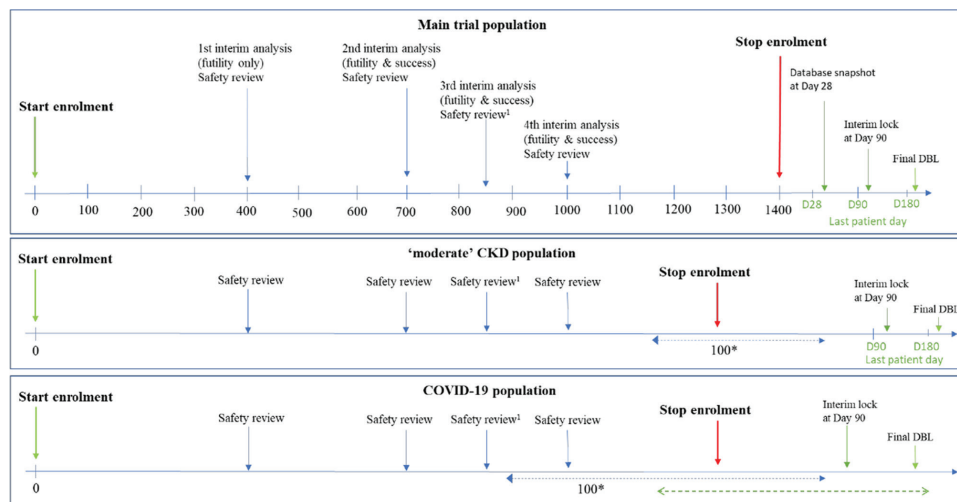 Main trial population
1st interim analysis
(futility only)
Safety review
2nd interim analysis
(futility & success)
Safety review
3rd interim analysis
(futility & success)
Safety review¹
4th interim analysis
(futility & success)
Safety review
Stop enrolment
Database snapshot
at Day 28
Start enrolment
Interim lock
at Day 90
Final DBL
0 100 200 300 400 500 600 700 800 900 1000 1100 1200 1300 1400 D28 D90 D180
Last patient day
'moderate' CKD population
Start enrolment
Safety review
Safety review
Safety review¹
Safety review
Stop enrolment
Interim lock
at Day 90
Final DBL
0
100*
D90 D180
Last patient day
COVID-19 population
Start enrolment
Safety review
Safety review
Safety review¹
Safety review
Stop enrolment
Interim lock
at Day 90
Final DBL
0
100*